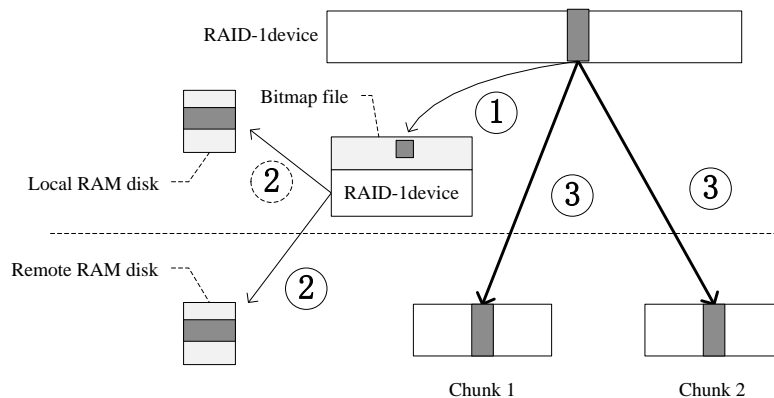 RAID-1device
Bitmap file
①
Local RAM disk
②
RAID-1device
③
③
Remote RAM disk
②
Chunk 1
Chunk 2